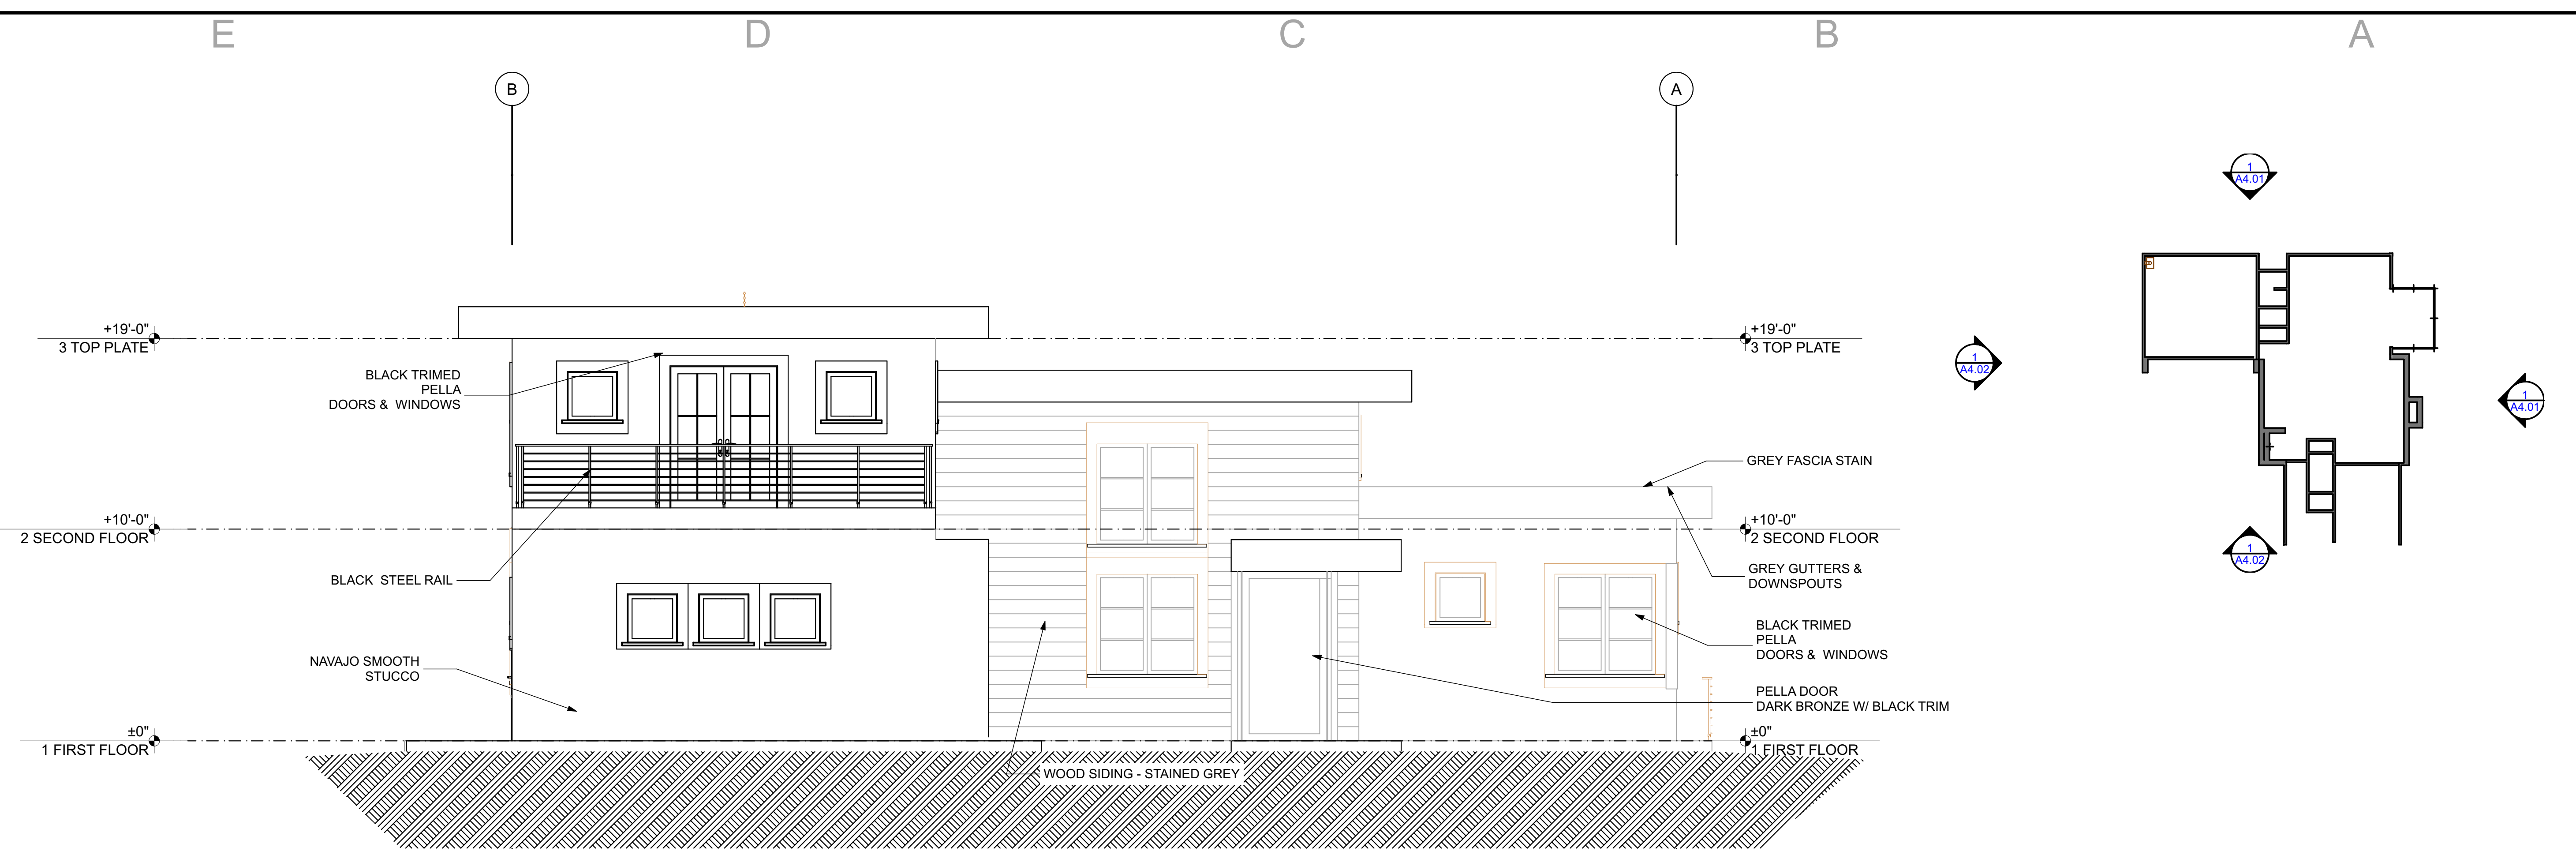 E D C B A
B A
1
A4.01
+19'-0"
3 TOP PLATE
+19'-0"
3 TOP PLATE
1
A4.02
BLACK TRIMED
PELLA
DOORS & WINDOWS
1
A4.01
GREY FASCIA STAIN
+10'-0"
2 SECOND FLOOR
+10'-0"
2 SECOND FLOOR
1
A4.02
BLACK STEEL RAIL
GREY GUTTERS &
DOWNSPOUTS
BLACK TRIMED
PELLA
DOORS & WINDOWS
NAVAJO SMOOTH
STUCCO
PELLA DOOR
DARK BRONZE W/ BLACK TRIM
±0"
1 FIRST FLOOR
±0"
1 FIRST FLOOR
WOOD SIDING - STAINED GREY